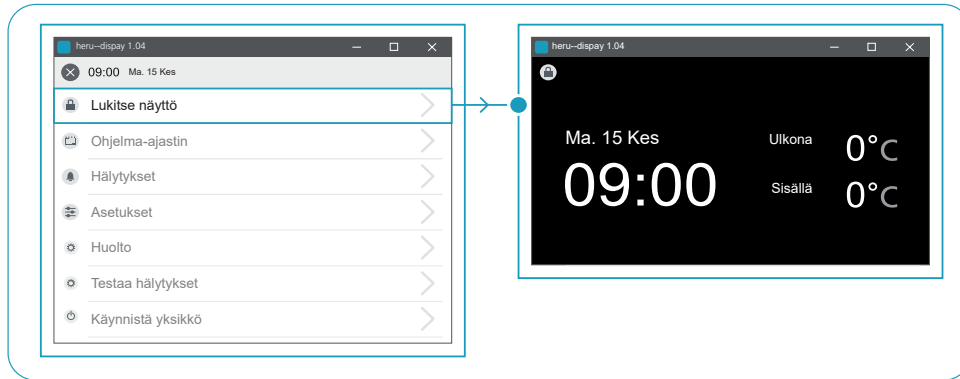 heru--dispay 1.04
09:00 Ma. 15 Kes
Lukitse näyttö
Ohjelma-ajastin
Hälytykset
Asetukset
Huolto
Testaa hälytykset
Käynnistä yksikkö
heru--dispay 1.04
Ma. 15 Kes
09:00
Ulkona 0°C
Sisällä 0°C